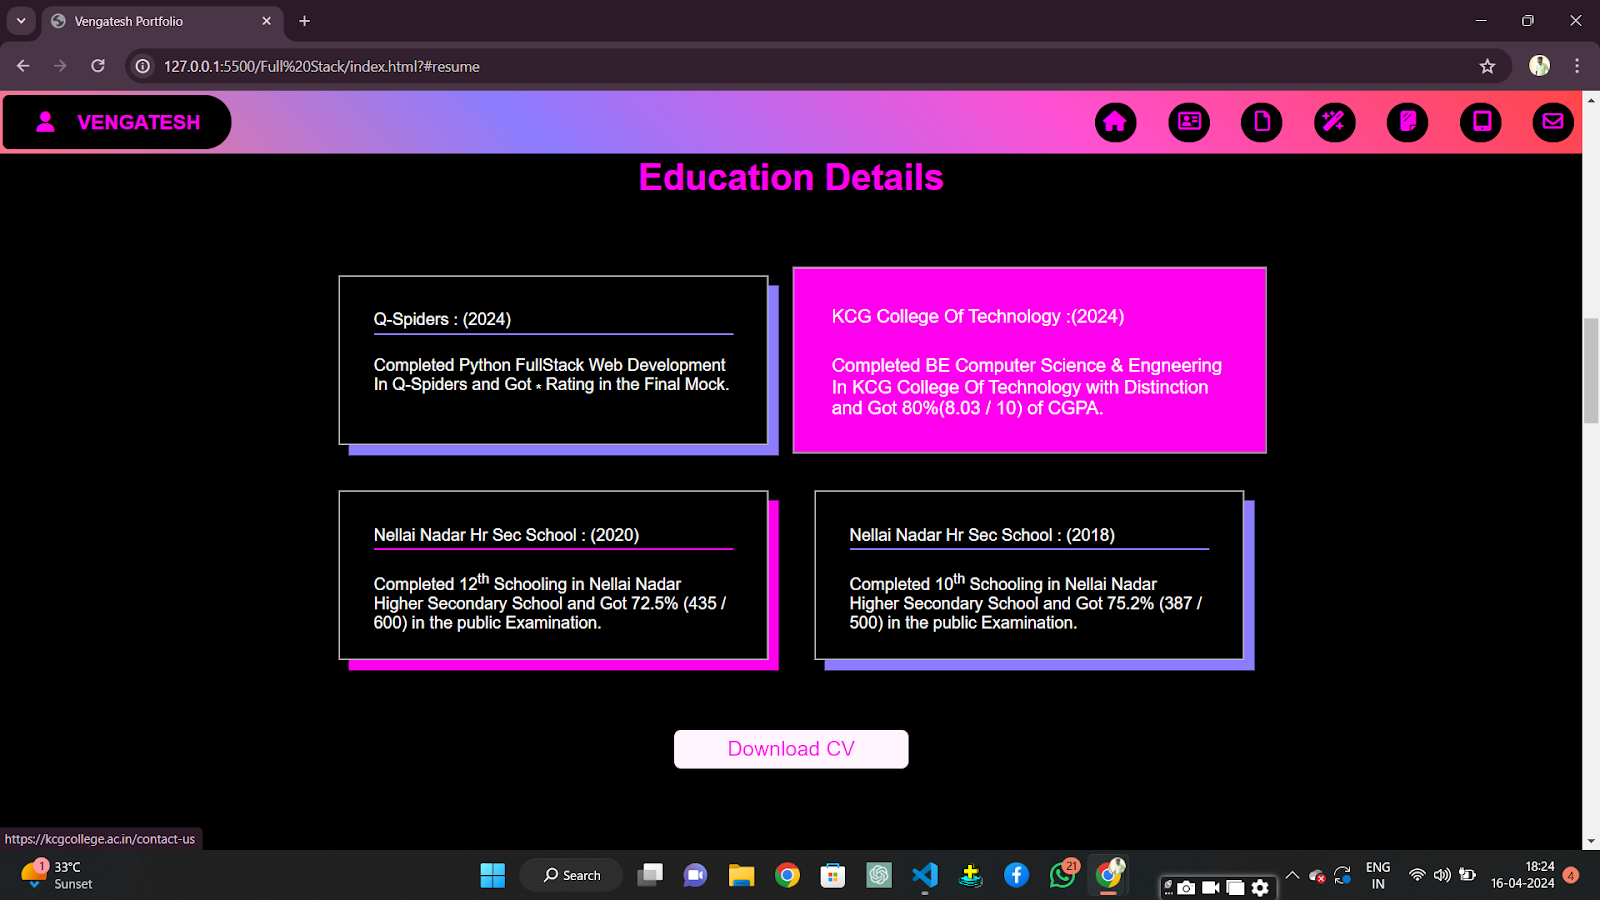 Vengatesh Portfolio
127.0.0.1:5500/Full%20Stack/index.html?#resume
VENGATESH
Education Details
Q-Spiders : (2024)
Completed Python FullStack Web Development
In Q-Spiders and Got * Rating in the Final Mock.
KCG College Of Technology :(2024)
Completed BE Computer Science & Engneering
In KCG College Of Technology with Distinction
and Got 80%(8.03 / 10) of CGPA.
Nellai Nadar Hr Sec School : (2020)
Completed 12th Schooling in Nellai Nadar
Higher Secondary School and Got 72.5% (435 /
600) in the public Examination.
Nellai Nadar Hr Sec School : (2018)
Completed 10th Schooling in Nellai Nadar
Higher Secondary School and Got 75.2% (387 /
500) in the public Examination.
Download CV
https://kcgcollege.ac.in/contact-us
1
33°C
Sunset
Search
21
ENG
IN
18:24
16-04-2024
4